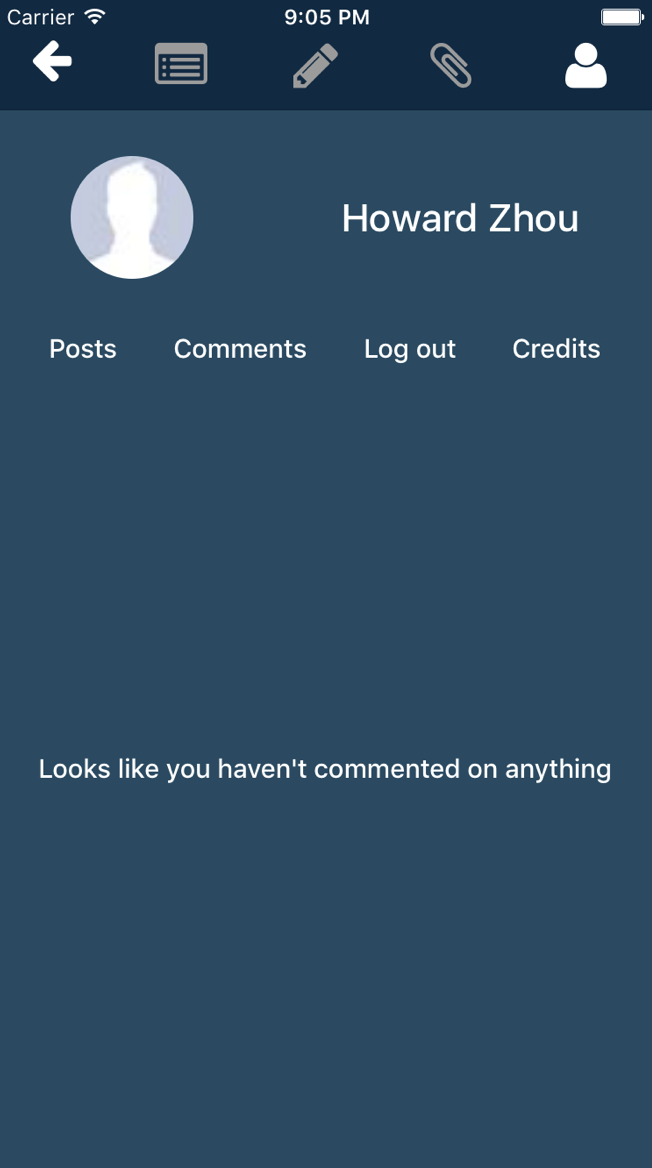 Carrier 9:05 PM
Howard Zhou
Posts Comments Log out Credits
Looks like you haven't commented on anything